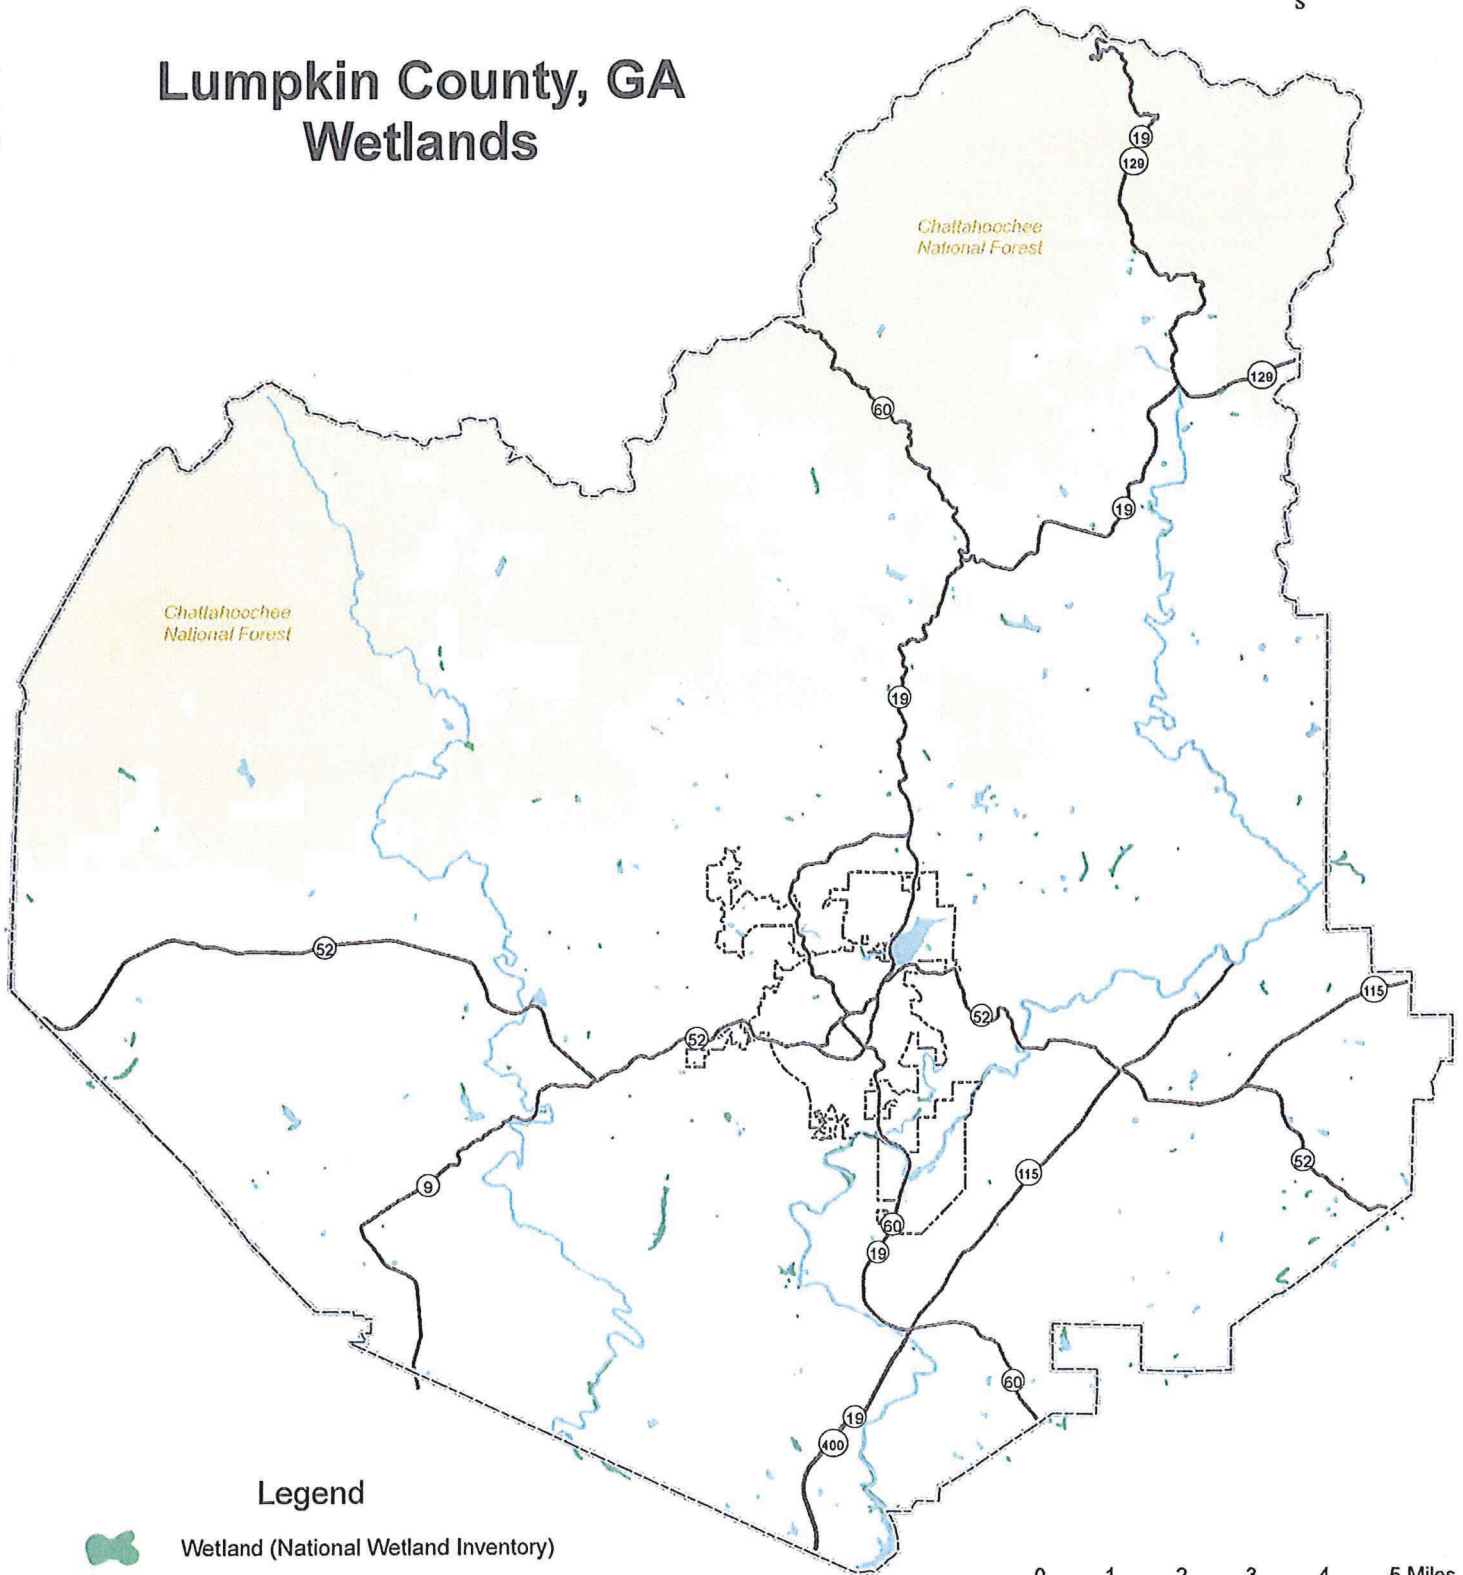 S
Lumpkin County, GA
Wetlands
19
129
Chattahoochee
National Forest
129
60
19
Chattahoochee
National Forest
19
52
115
52
52
9
115
52
60
19
60
19
400
Legend
Wetland (National Wetland Inventory)
0 1 2 3 4 5 Miles